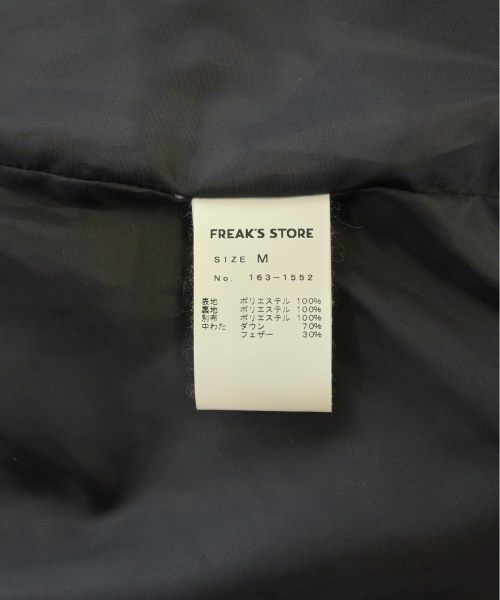 FREAK'S STORE
SIZE M
No. 163-1552
表地 ポリエステル 100%
裏地 ポリエステル 100%
別布 ポリエステル 100%
中わた ダウン 70%
フェザー 30%